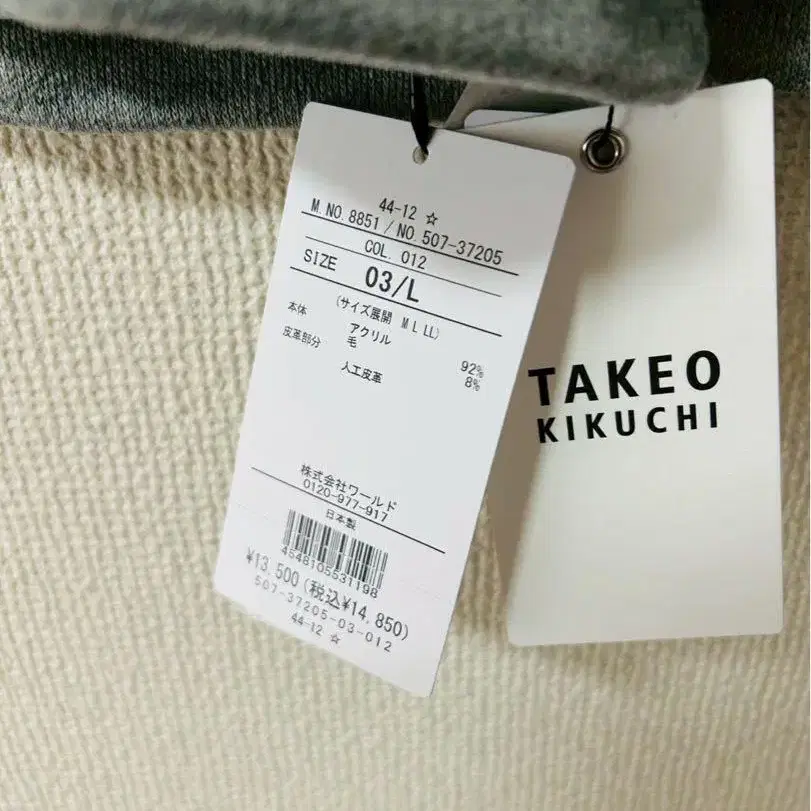 44-12 ☆
M.NO.8851 / NO.507-37205
COL. 012
SIZE 03/L
(サイズ展開 M L LL)
本体 アクリル 92%
毛 8%
皮革部分 人工皮革
株式会社ワールド
0120-977-917
日本製
4548105531198
¥13,500(税込¥14,850)
507-37205-03-012
44-12 ☆
TAKEO
KIKUCHI